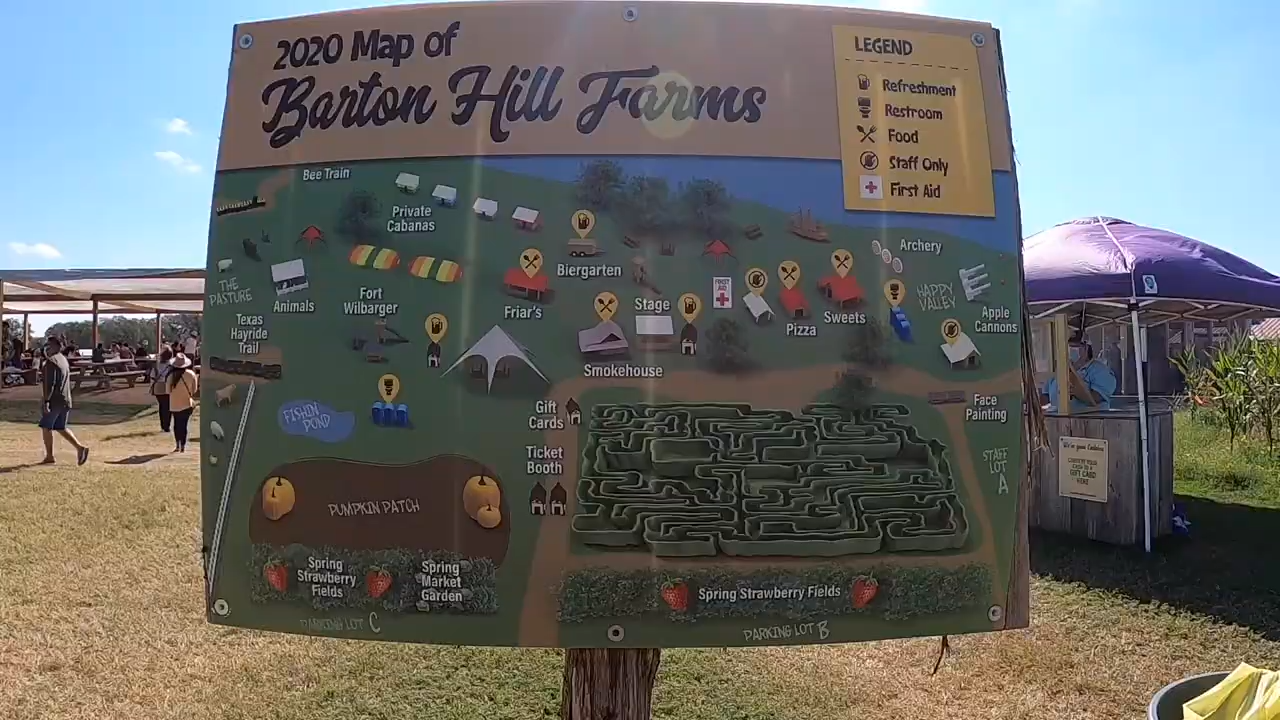 2020 Map of
Barton Hill Farms
LEGEND
Refreshment
Restroom
Food
Staff Only
First Aid
Bee Train
Private
Cabanas
Biergarten
Archery
THE
PASTURE
Animals
Fort
Wilbarger
Friar's
Stage
FIRST
AID
Pizza
Sweets
HAPPY
VALLEY
Apple
Cannons
Texas
Hayride
Trail
Smokehouse
FISHIN'
POND
Gift
Cards
Face
Painting
Ticket
Booth
STAFF
LOT
A
PUMPKIN PATCH
Spring
Strawberry
Fields
Spring
Market
Garden
Spring Strawberry Fields
PARKING LOT C
PARKING LOT B
GIFT CARD
HERE